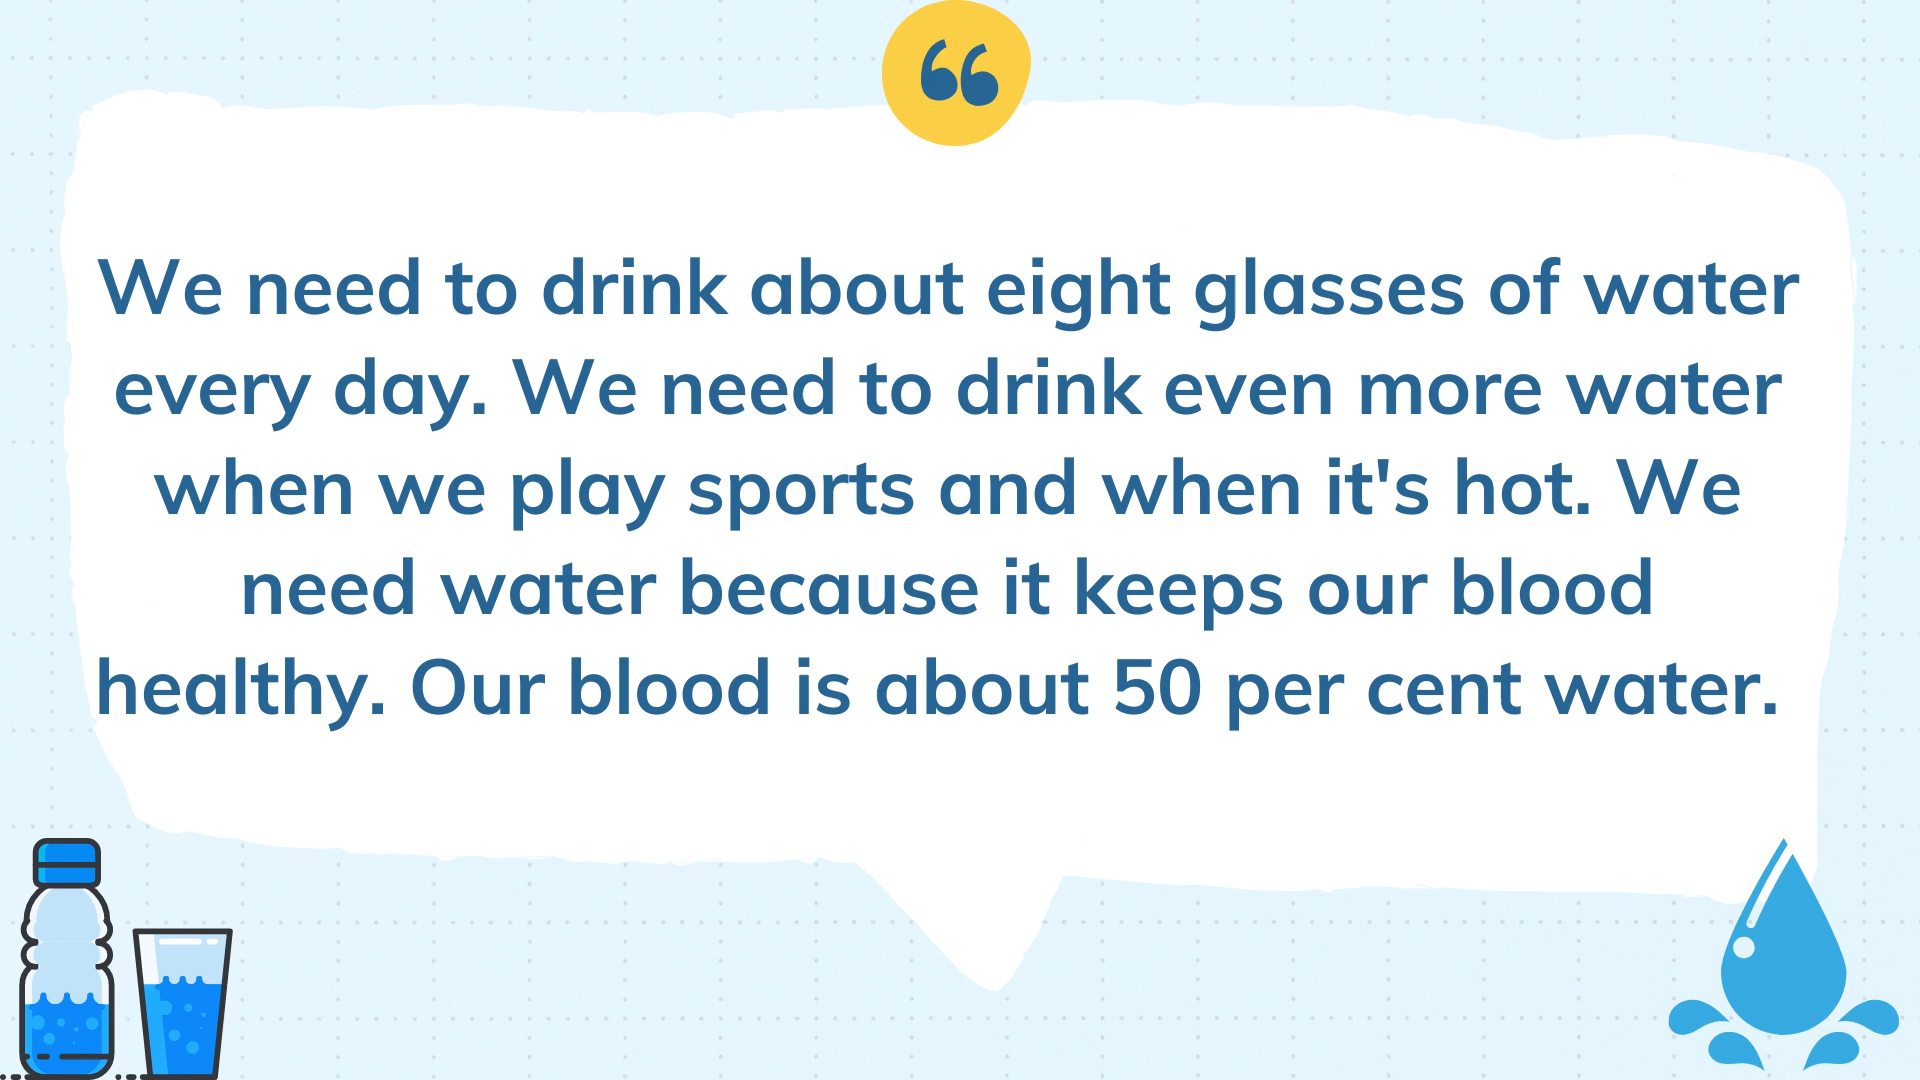 “
We need to drink about eight glasses of water
every day. We need to drink even more water
when we play sports and when it's hot. We
need water because it keeps our blood
healthy. Our blood is about 50 per cent water.